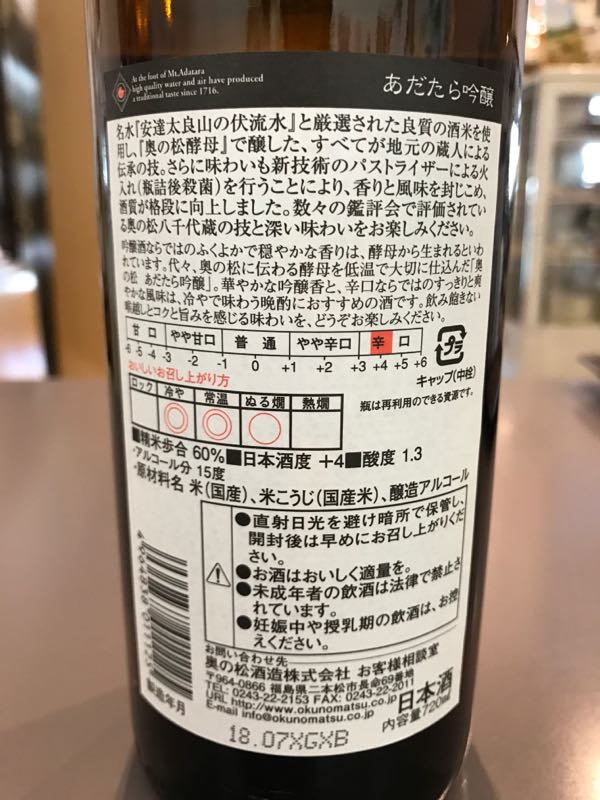 At the foot of Mt.Adatara
high quality water and air have produced
a traditional taste since 1716.
あだたら吟醸
名水『安達太良山の伏流水』と厳選された良質の酒米を使
用し、『奥の松酵母』で醸した、すべてが地元の蔵人による
伝承の技。さらに味わいも新技術のパストライザーによる火
入れ(瓶詰後殺菌)を行うことにより、香りと風味を封じこめ、
酒質が格段に向上しました。数々の鑑評会で評価されてい
る奥の松八千代蔵の技と深い味わいをお楽しみください。
吟醸酒ならではのふくよかで穏やかな香りは、酵母から生まれるといわ
れています。代々、奥の松に伝わる酵母を低温で大切に仕込んだ「奥
の松 あだたら吟醸」。華やかな吟醸香と、辛口ならではのすっきりと爽
やかな風味は、冷やで味わう晩酌におすすめの酒です。飲み飽きない
喉越しとコクと旨みを感じる味わいを、どうぞお楽しみください。
甘口 やや甘口 普通 やや辛口 辛口
-6 -5 -4 -3 -2 -1 0 +1 +2 +3 +4 +5 +6
プラ
キャップ(中栓)
おいしいお召し上がり方
瓶は再利用のできる資源です。
ロック 冷や 常温 ぬる燗 熱燗
■精米歩合 60% ■日本酒度 +4 ■酸度 1.3
・アルコール分 15度
・原材料名 米(国産)、米こうじ(国産米)、醸造アルコール
●直射日光を避け暗所で保管し、
開封後は早めにお召し上がりくだ
さい。
●お酒はおいしく適量を。
●未成年者の飲酒は法律で禁止さ
れています。
●妊娠中や授乳期の飲酒は、お控
えください。
お問い合わせ先
奥の松酒造株式会社 お客様相談室
〒964-0866 福島県二本松市長命69番地
TEL: 0243-22-2153 FAX: 0243-22-2011
URL http://www.okunomatsu.co.jp
E-mail info@okunomatsu.co.jp
日本酒
内容量720ml
製造年月
18.07XGXB